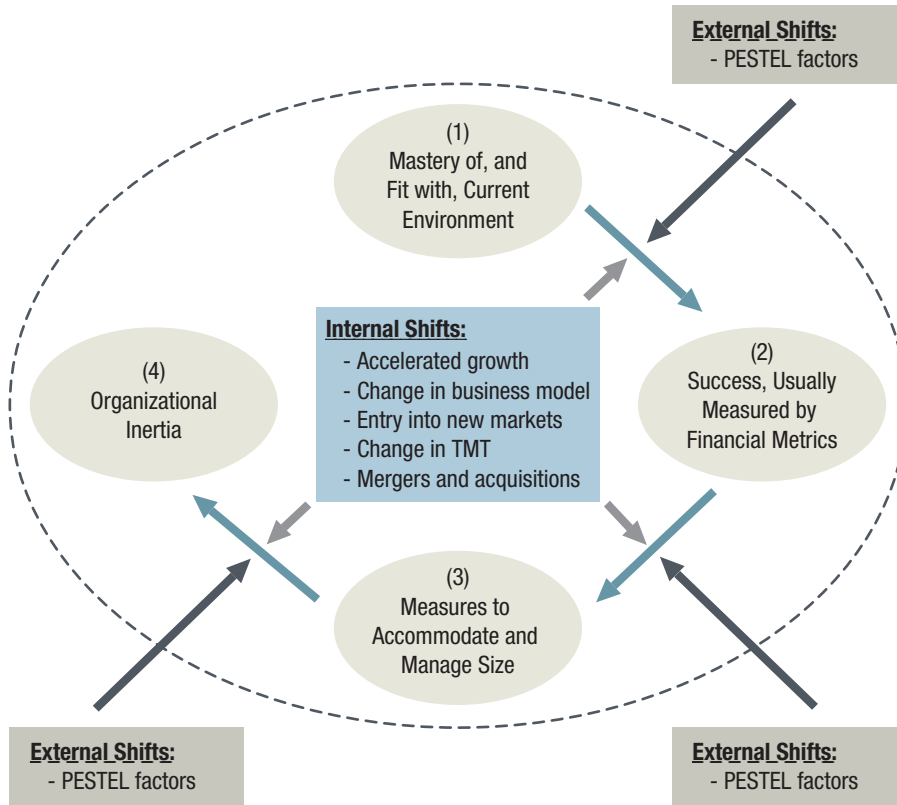 External Shifts:
- PESTEL factors
(1)
Mastery of, and
Fit with, Current
Environment
Internal Shifts:
- Accelerated growth
- Change in business model
- Entry into new markets
- Change in TMT
- Mergers and acquisitions
(2)
Success, Usually
Measured by
Financial Metrics
(4)
Organizational
Inertia
(3)
Measures to
Accommodate and
Manage Size
External Shifts:
- PESTEL factors
External Shifts:
- PESTEL factors